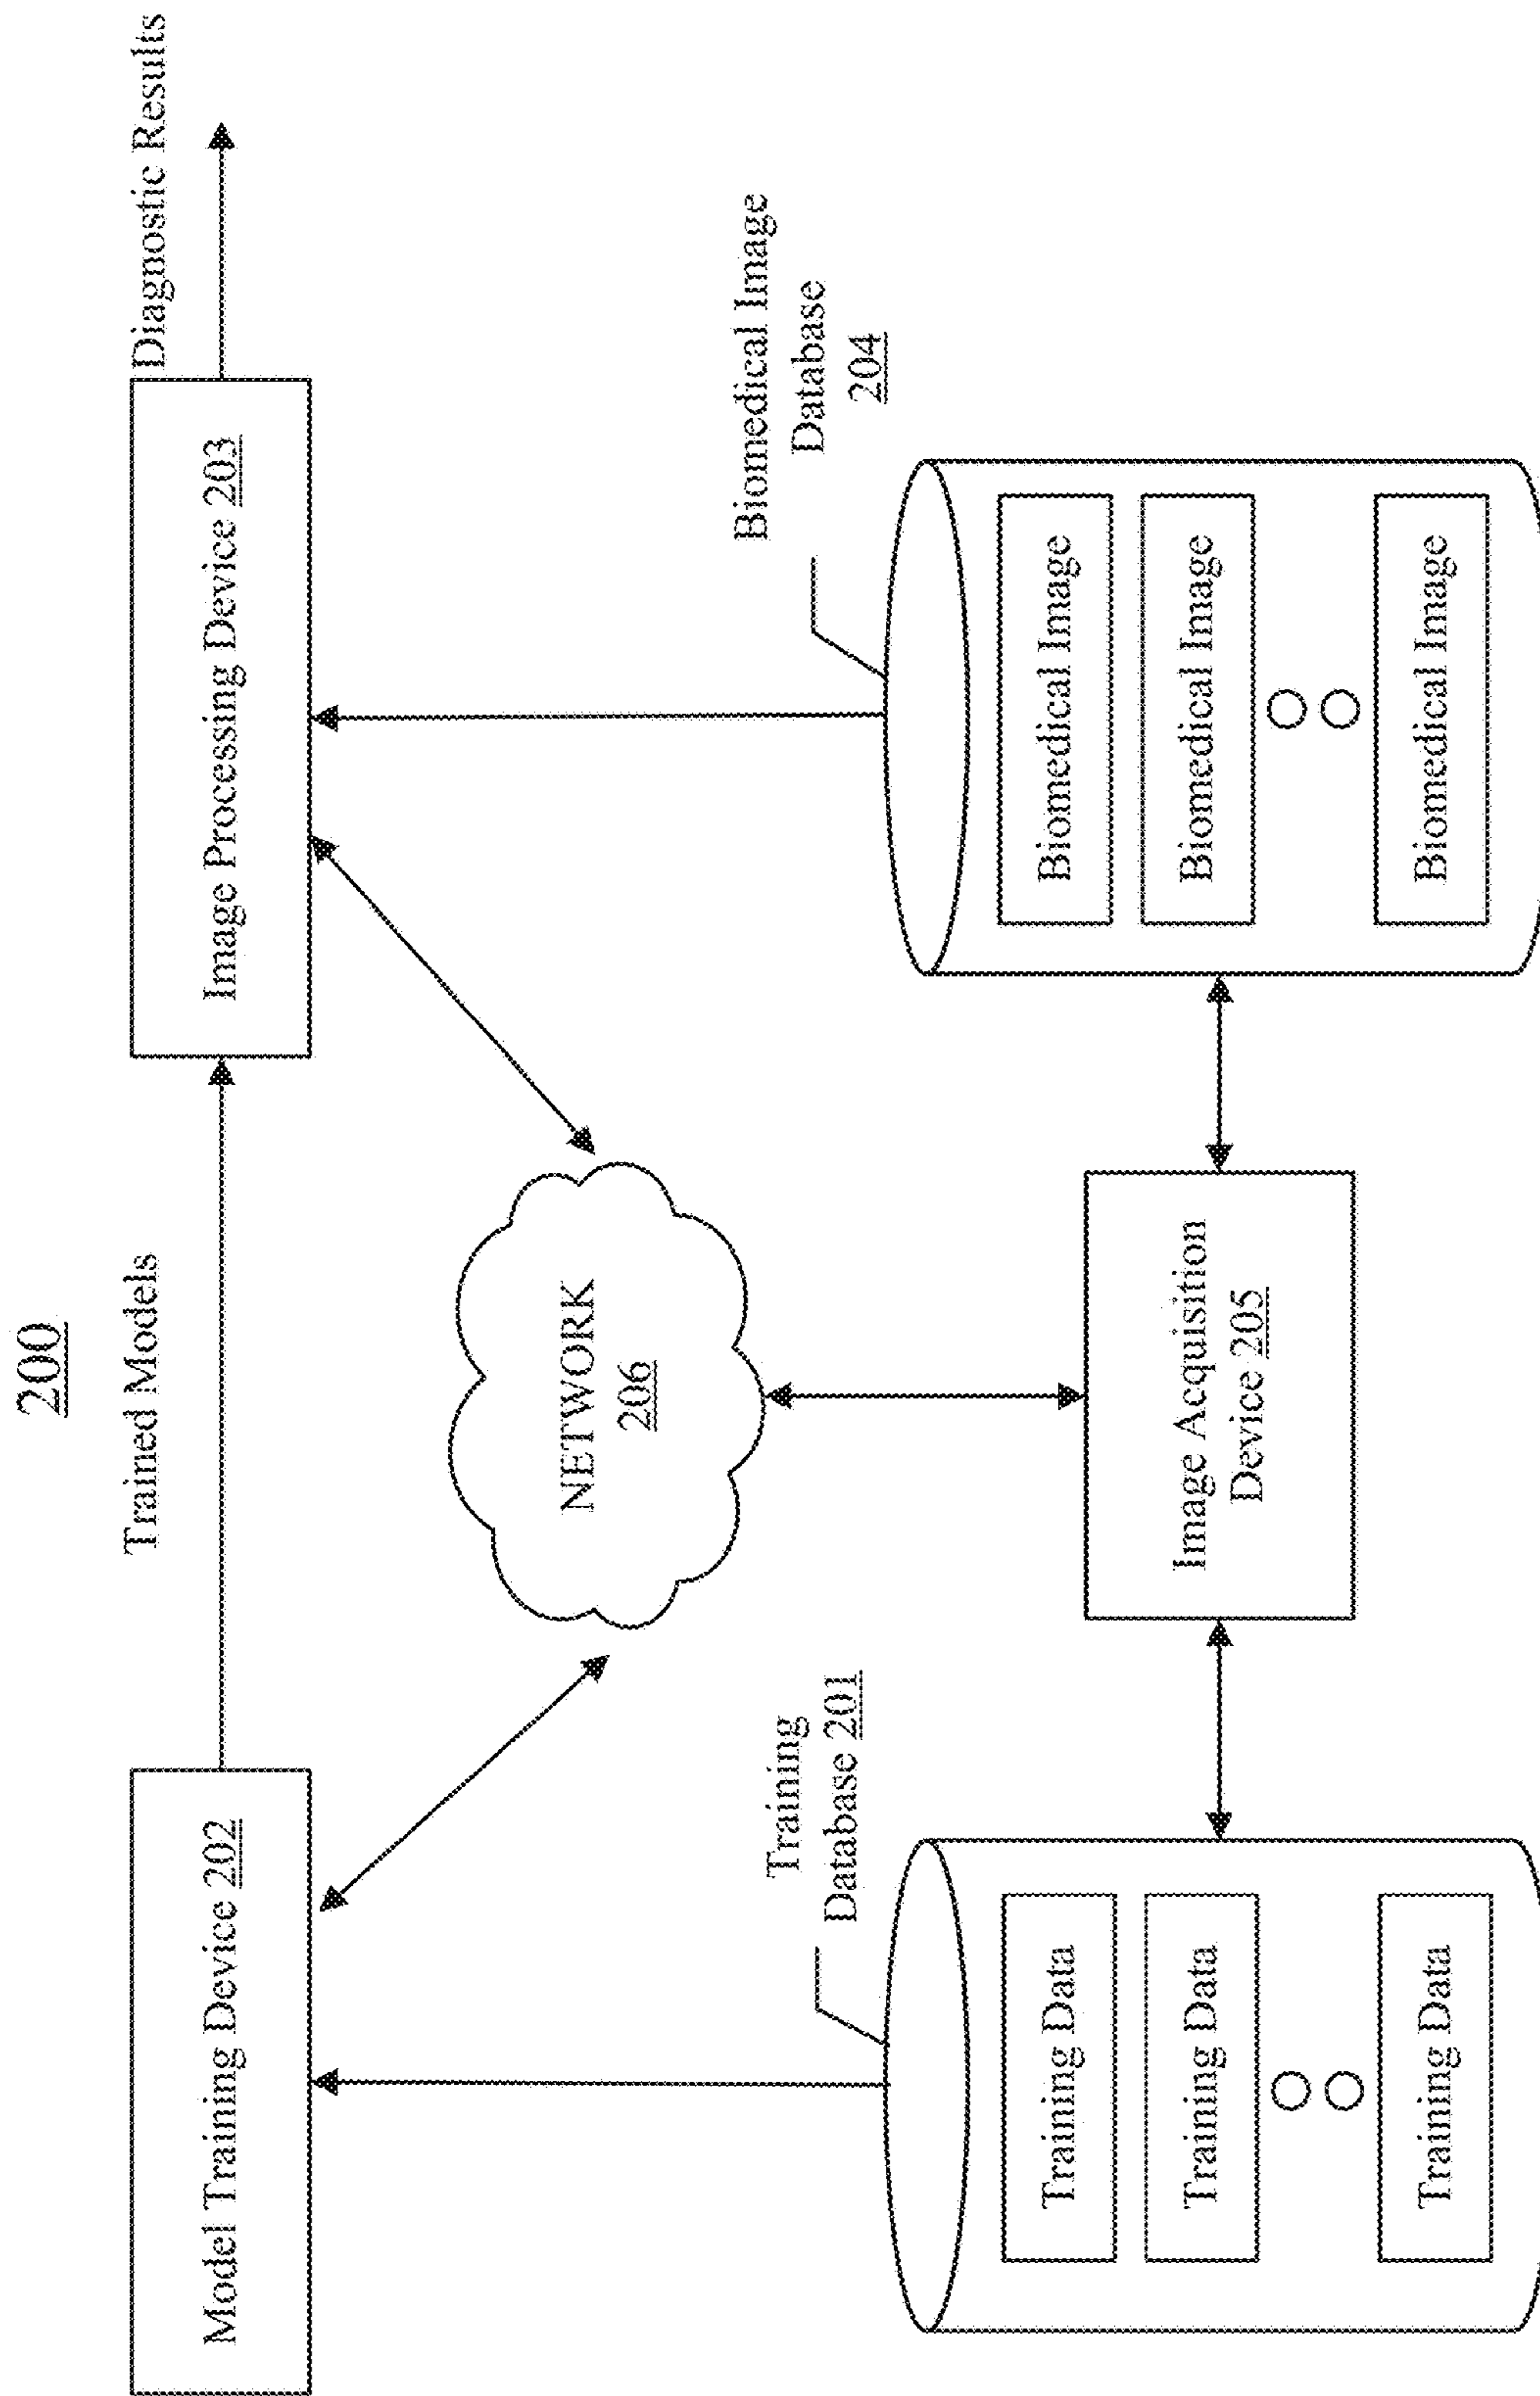 200
Trained Models
Diagnostic Results
Model Training Device 202
Image Processing Device 203
NETWORK
206
Training
Database 201
Biomedical Image
Database
204
Training Data
Training Data
Training Data
Image Acquisition
Device 205
Biomedical Image
Biomedical Image
Biomedical Image